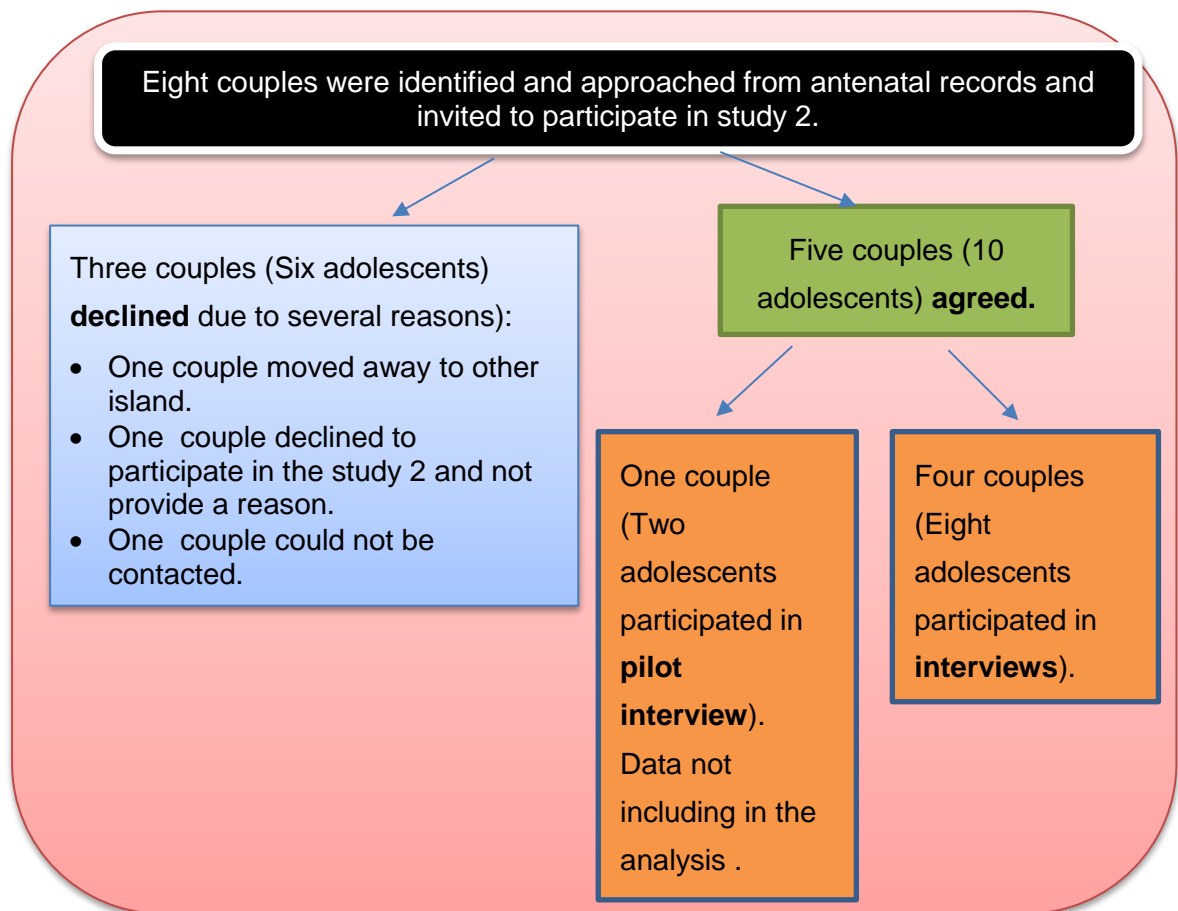 Eight couples were identified and approached from antenatal records and
invited to participate in study 2.
Three couples (Six adolescents)
declined due to several reasons):
• One couple moved away to other
island.
• One couple declined to
participate in the study 2 and not
provide a reason.
• One couple could not be
contacted.
Five couples (10
adolescents) agreed.
One couple
(Two
adolescents
participated in
pilot
interview).
Data not
including in the
analysis .
Four couples
(Eight
adolescents
participated in
interviews).